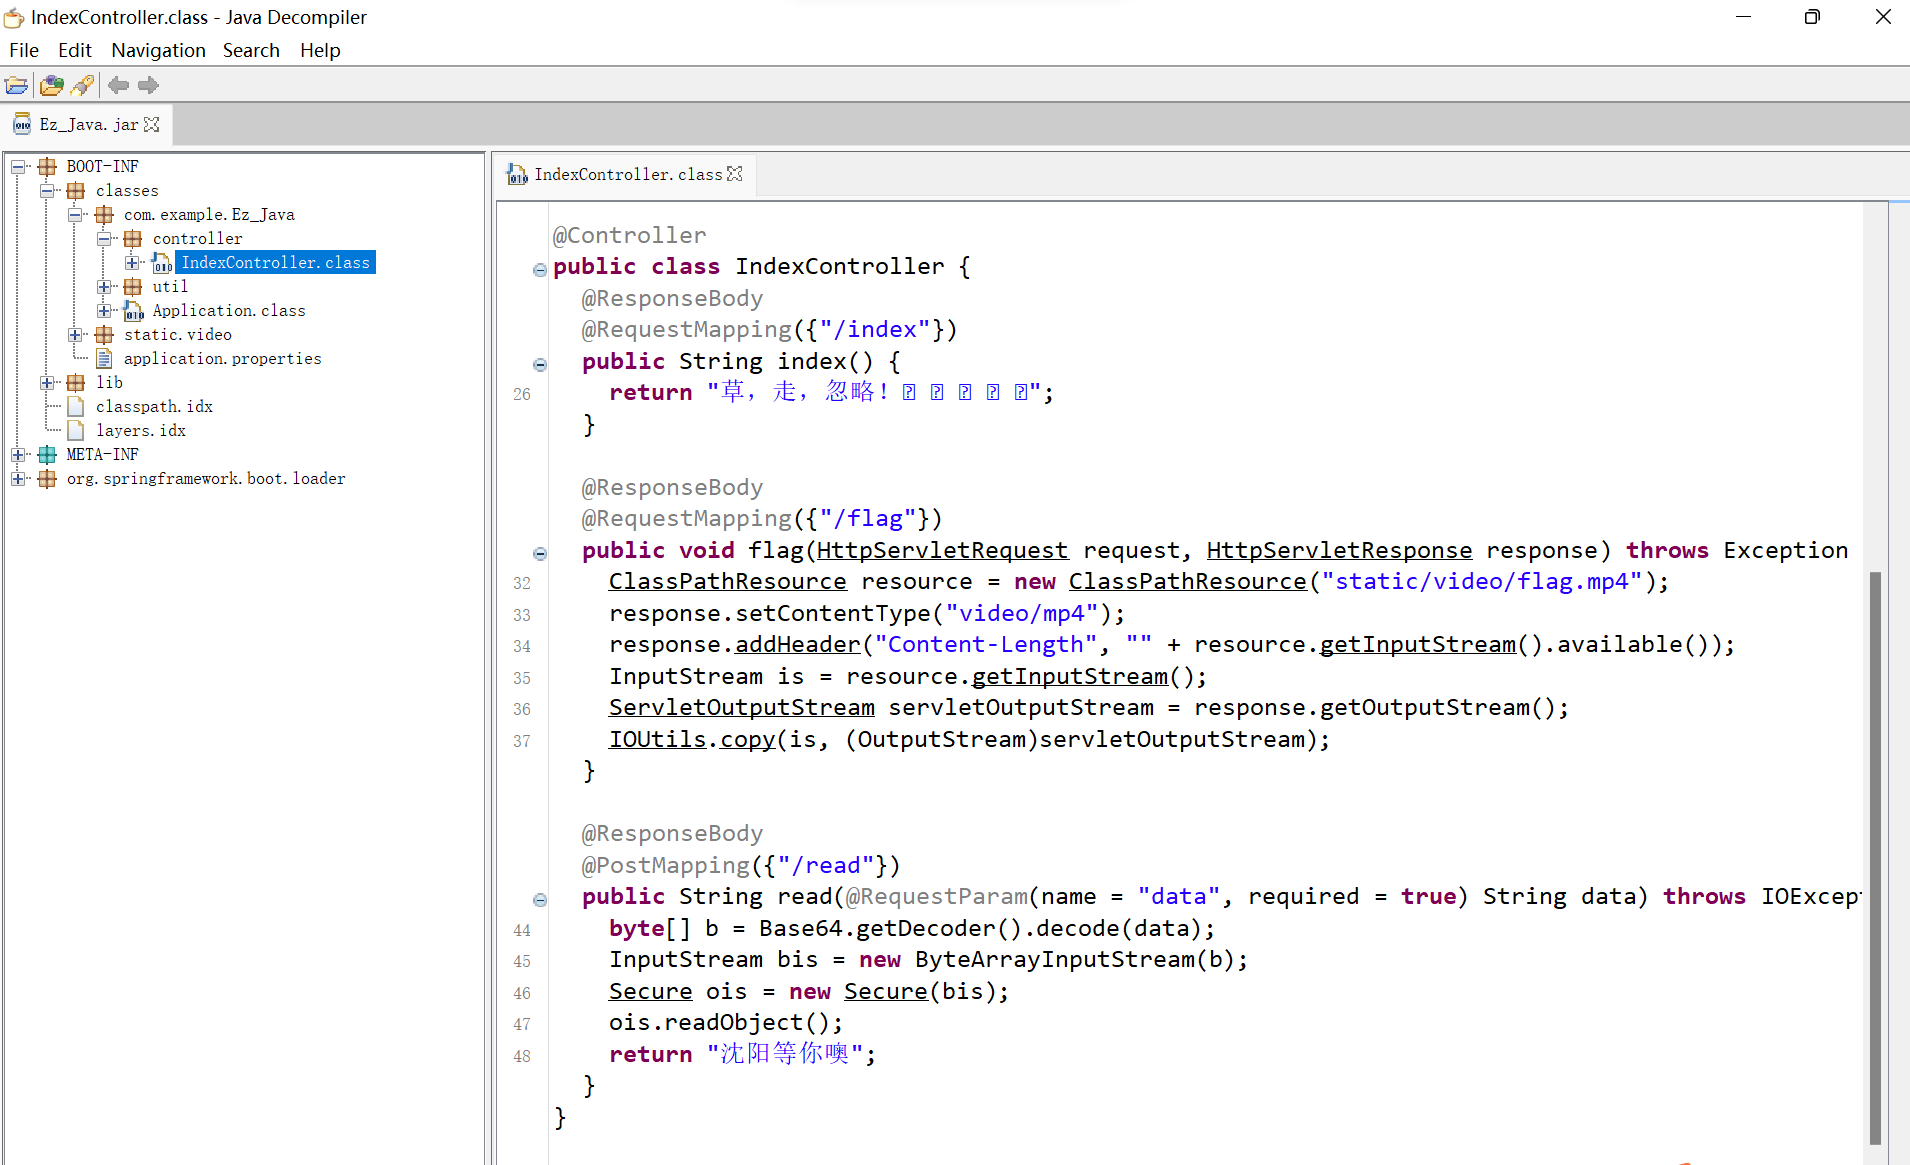 IndexController.class - Java Decompiler
File Edit Navigation Search Help
Ez_Java.jar
BOOT-INF
classes
com.example.Ez_Java
controller
IndexController.class
util
Application.class
static.video
application.properties
lib
classpath.idx
layers.idx
META-INF
org.springframework.boot.loader
IndexController.class
@Controller
public class IndexController {
@ResponseBody
@RequestMapping({"/index"})
public String index() {
26 return "草，走，忽略！";
}
@ResponseBody
@RequestMapping({"/flag"})
public void flag(HttpServletRequest request, HttpServletResponse response) throws Exception
32 ClassPathResource resource = new ClassPathResource("static/video/flag.mp4");
33 response.setContentType("video/mp4");
34 response.addHeader("Content-Length", "" + resource.getInputStream().available());
35 InputStream is = resource.getInputStream();
36 ServletOutputStream servletOutputStream = response.getOutputStream();
37 IOUtils.copy(is, (OutputStream)servletOutputStream);
}
@ResponseBody
@PostMapping({"/read"})
public String read(@RequestParam(name = "data", required = true) String data) throws IOExcep
44 byte[] b = Base64.getDecoder().decode(data);
45 InputStream bis = new ByteArrayInputStream(b);
46 Secure ois = new Secure(bis);
47 ois.readObject();
48 return "沈阳等你噢";
}
}